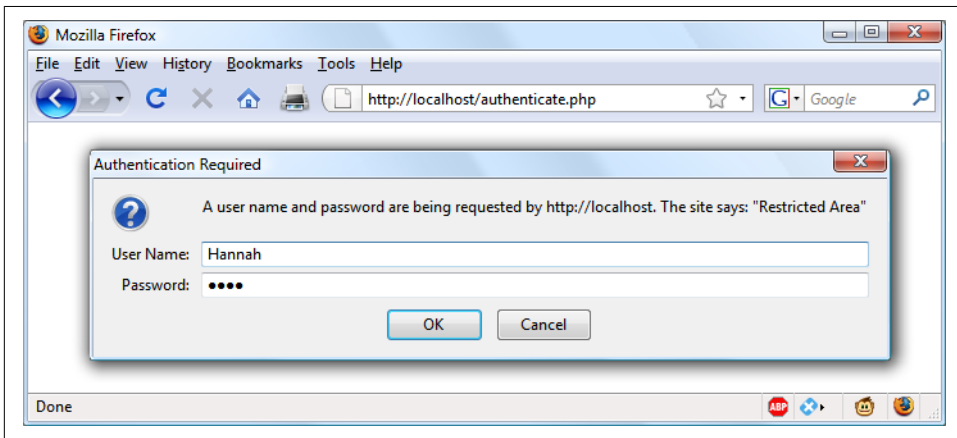 Mozilla Firefox
File Edit View History Bookmarks Tools Help
http://localhost/authenticate.php
G Google
Authentication Required
A user name and password are being requested by http://localhost. The site says: "Restricted Area"
User Name: Hannah
Password: ••••
OK Cancel
Done
ABP